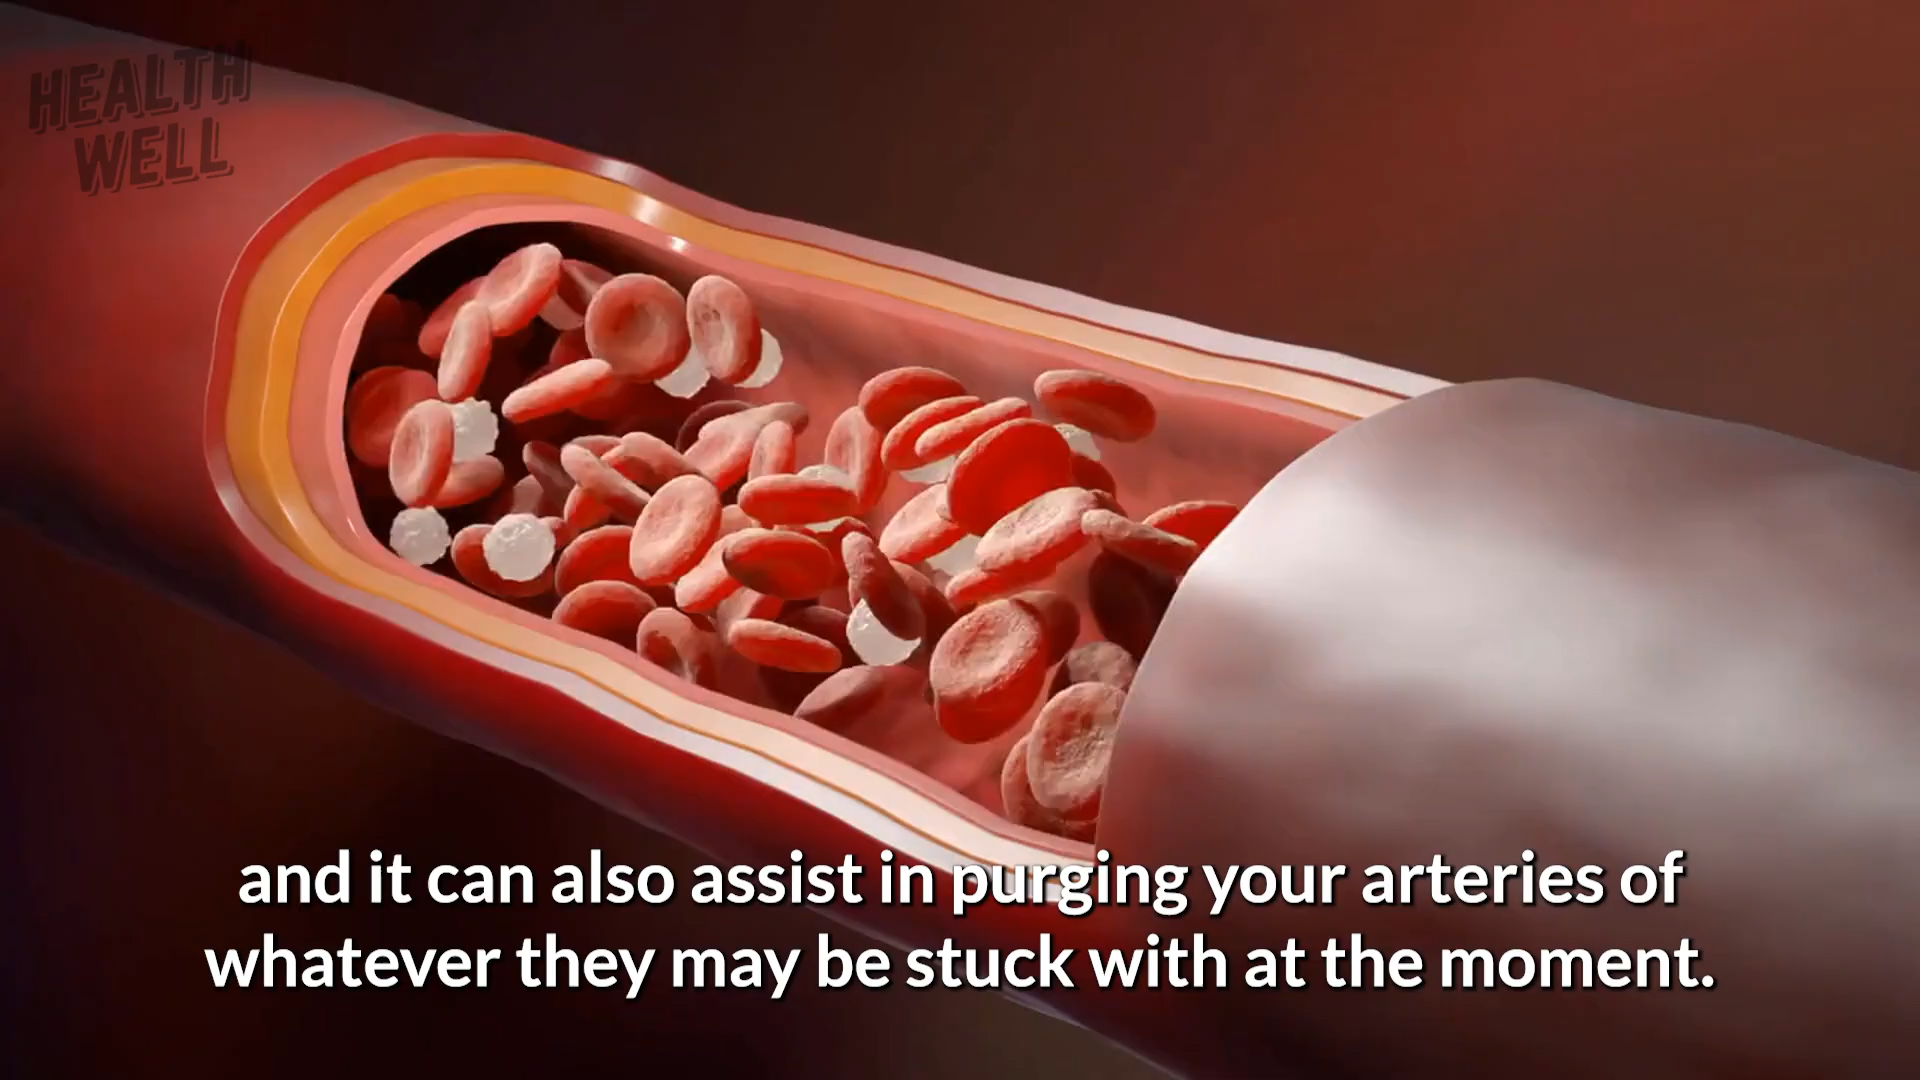 HEALTH
WELL
and it can also assist in purging your arteries of
whatever they may be stuck with at the moment.